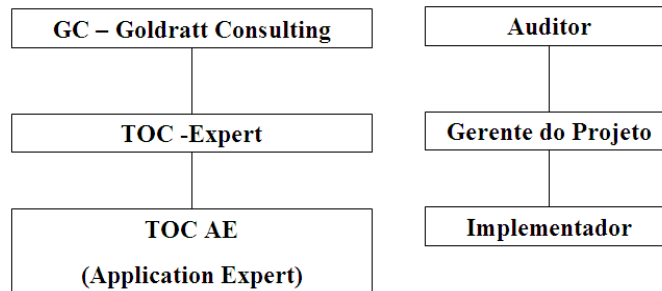 GC – Goldratt Consulting
TOC -Expert
TOC AE
(Application Expert)
Auditor
Gerente do Projeto
Implementador